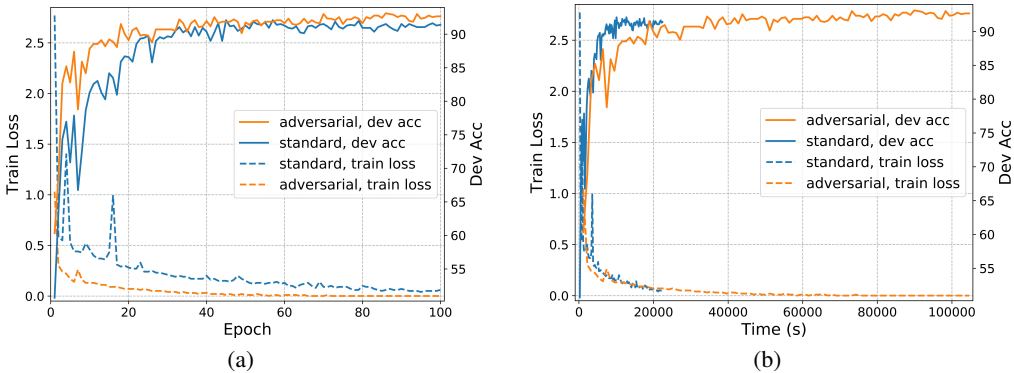 2.5
2.0
1.5
1.0
0.5
0.0
Train Loss
90
85
80
75
70
65
60
55
Dev Acc
adversarial, dev acc
standard, dev acc
standard, train loss
adversarial, train loss
0 20 40 60 80 100
Epoch
(a)
2.5
2.0
1.5
1.0
0.5
0.0
Train Loss
90
85
80
75
70
65
60
55
Dev Acc
adversarial, dev acc
standard, dev acc
standard, train loss
adversarial, train loss
0 20000 40000 60000 80000 100000
Time (s)
(b)